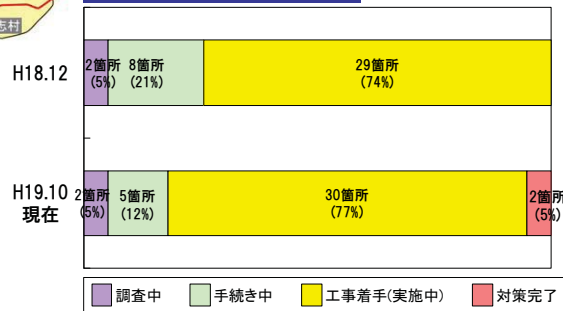 志村
H18.12
2箇所
(5%)
8箇所
(21%)
29箇所
(74%)
H19.10
現在
2箇所
(5%)
5箇所
(12%)
30箇所
(77%)
2箇所
(5%)
調査中 手続き中 工事着手(実施中) 対策完了